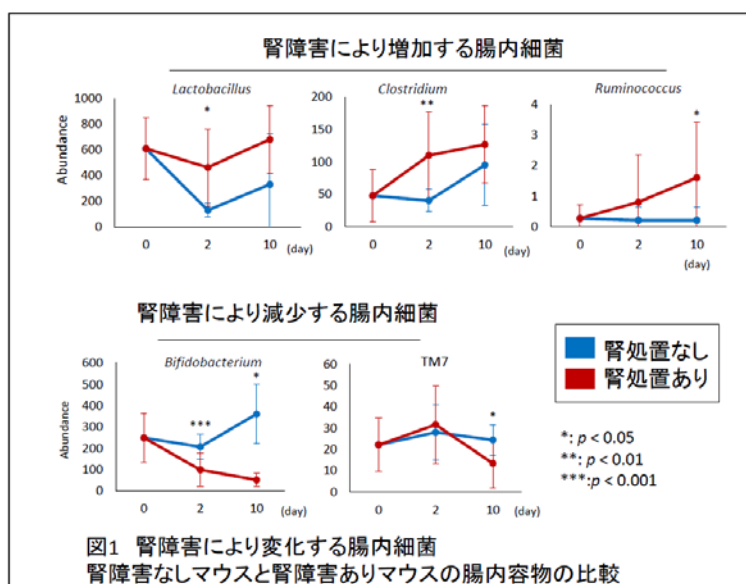 腎障害により増加する腸内細菌
Lactobacillus
Clostridium
Ruminococcus
Abundance
1000
800
600
400
200
0
0 2 10 (day)
200
150
100
50
0
0 2 10 (day)
4
3
2
1
0
0 2 10
(day)
*
**
*
腎障害により減少する腸内細菌
Bifidobacterium
TM7
Abundance
600
500
400
300
200
100
0
0 2 10 (day)
60
50
40
30
20
10
0
0 2 10 (day)
***
*
*
腎処置なし
腎処置あり
*: p < 0.05
**: p < 0.01
***:p < 0.001
図1 腎障害により変化する腸内細菌
腎障害なしマウスと腎障害ありマウスの腸内容物の比較